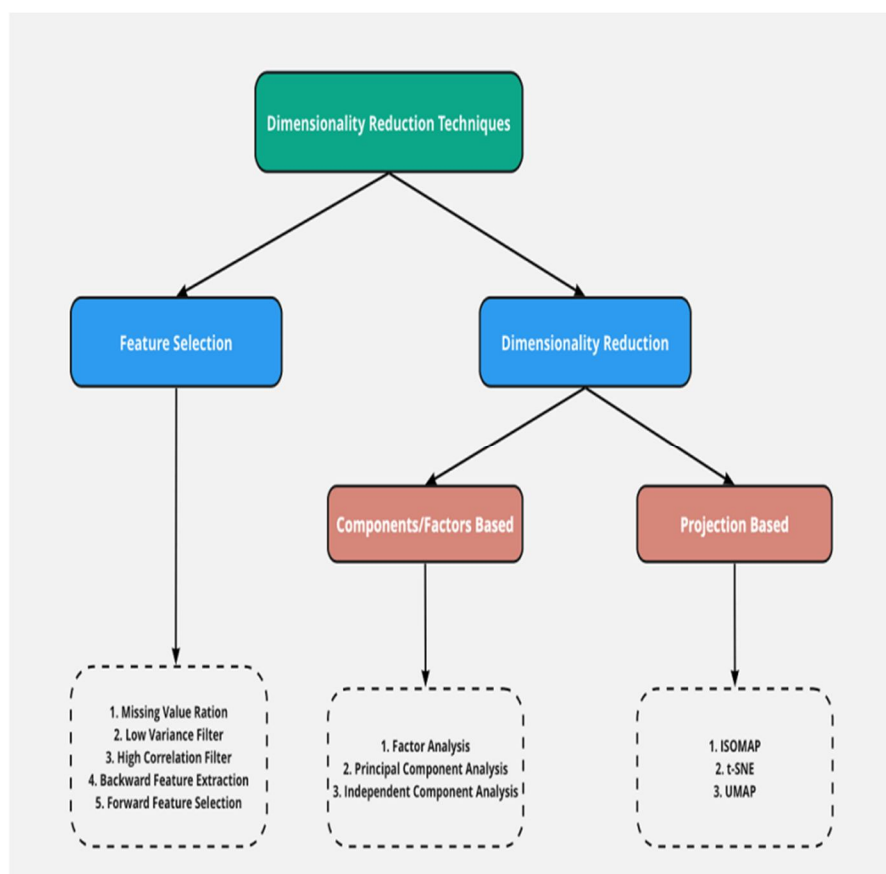 Dimensionality Reduction Techniques
Feature Selection
Dimensionality Reduction
Components/Factors Based
Projection Based
1. Missing Value Ration
2. Low Variance Filter
3. High Correlation Filter
4. Backward Feature Extraction
5. Forward Feature Selection
1. Factor Analysis
2. Principal Component Analysis
3. Independent Component Analysis
1. ISOMAP
2. t-SNE
3. UMAP